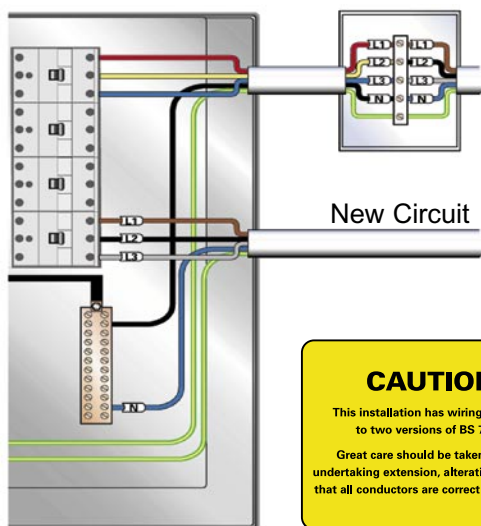 L1 L1
L2 L2
L3 L3
N N
New Circuit
L1
L2
L3
N
CAUTION
This installation has wiring
to two versions of BS 7
Great care should be taken
undertaking extension, alterati
that all conductors are correct